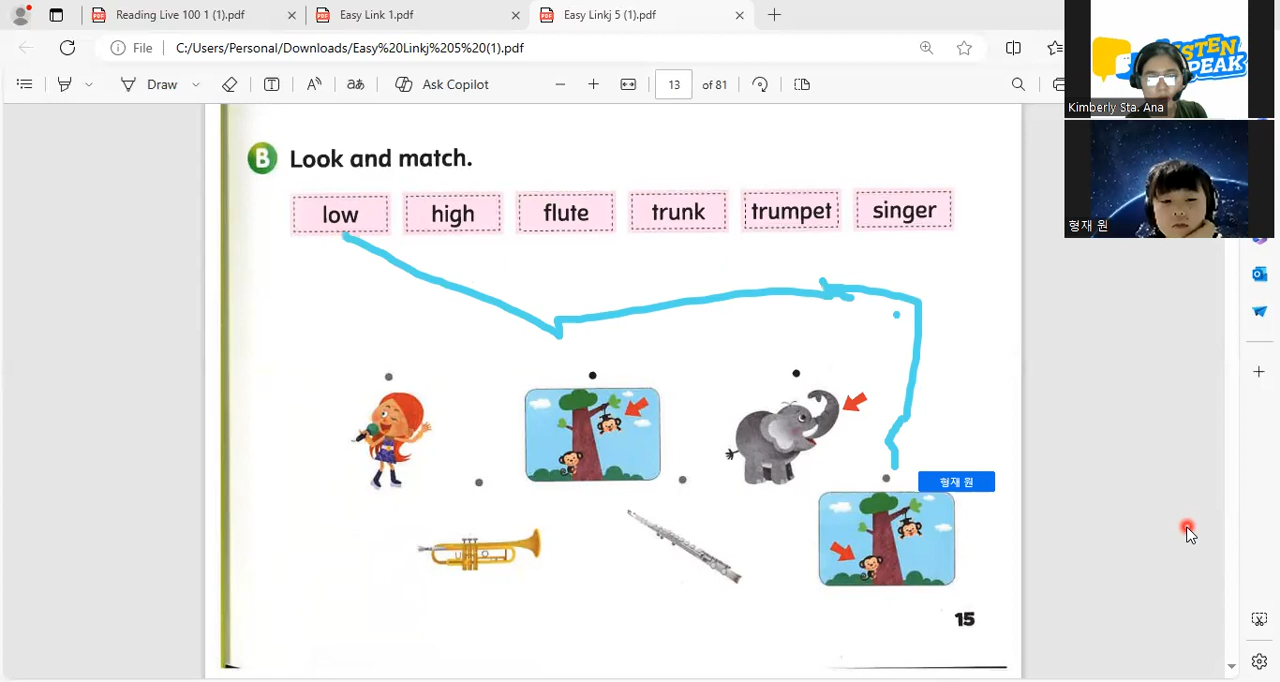 Reading Live 100 1 (1).pdf
Easy Link 1.pdf
Easy Linkj 5 (1).pdf
File
C:/Users/Personal/Downloads/Easy%20Linkj%205%20(1).pdf
Draw
Ask Copilot
13 of 81
Kimberly Sta. Ana
형재 원
B Look and match.
low high flute trunk trumpet singer
형재 원
15